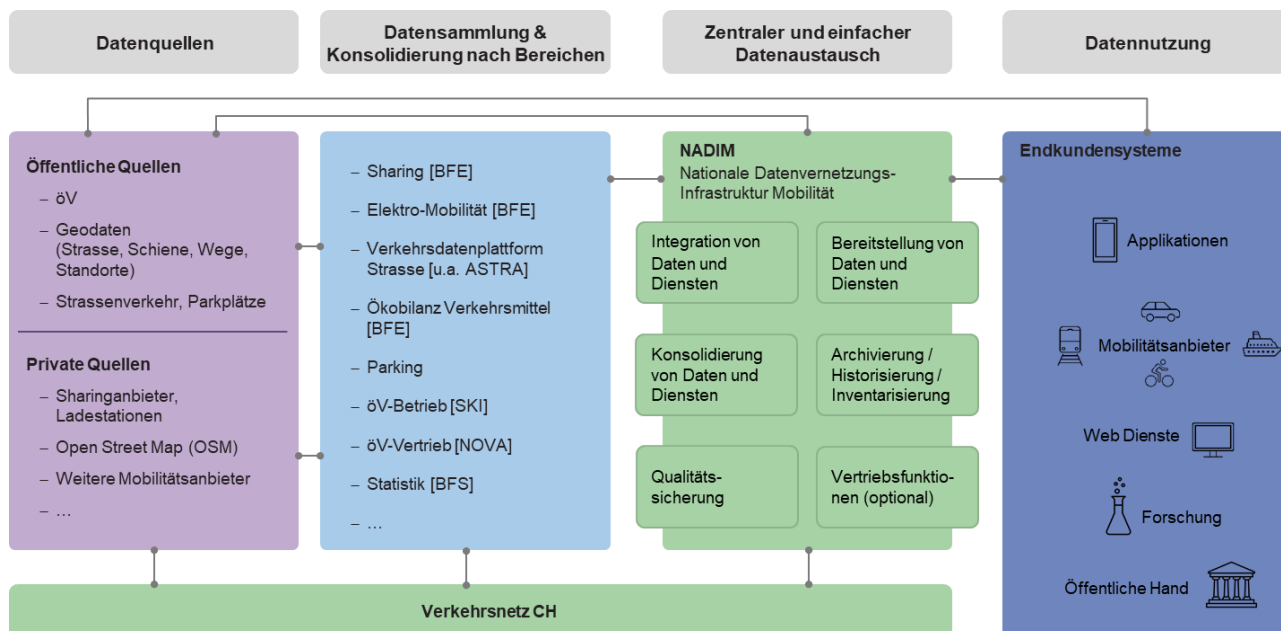 Datenquellen
Datensammlung &
Konsolidierung nach Bereichen
Zentraler und einfacher
Datenaustausch
Datennutzung
Öffentliche Quellen
– öV
– Geodaten
(Strasse, Schiene, Wege,
Standorte)
– Strassenverkehr, Parkplätze
Private Quellen
– Sharinganbieter,
Ladestationen
– Open Street Map (OSM)
– Weitere Mobilitätsanbieter
– ...
– Sharing [BFE]
– Elektro-Mobilität [BFE]
– Verkehrsdatenplattform
Strasse [u.a. ASTRA]
– Ökobilanz Verkehrsmittel
[BFE]
– Parking
– öV-Betrieb [SKI]
– öV-Vertrieb [NOVA]
– Statistik [BFS]
– ...
NADIM
Nationale Datenvernetzungs-
Infrastruktur Mobilität
Integration von
Daten und
Diensten
Bereitstellung von
Daten und
Diensten
Konsolidierung
von Daten und
Diensten
Archivierung /
Historisierung /
Inventarisierung
Qualitäts-
sicherung
Vertriebsfunktio-
nen (optional)
Endkundensysteme
Applikationen
Mobilitätsanbieter
Web Dienste
Forschung
Öffentliche Hand
Verkehrsnetz CH